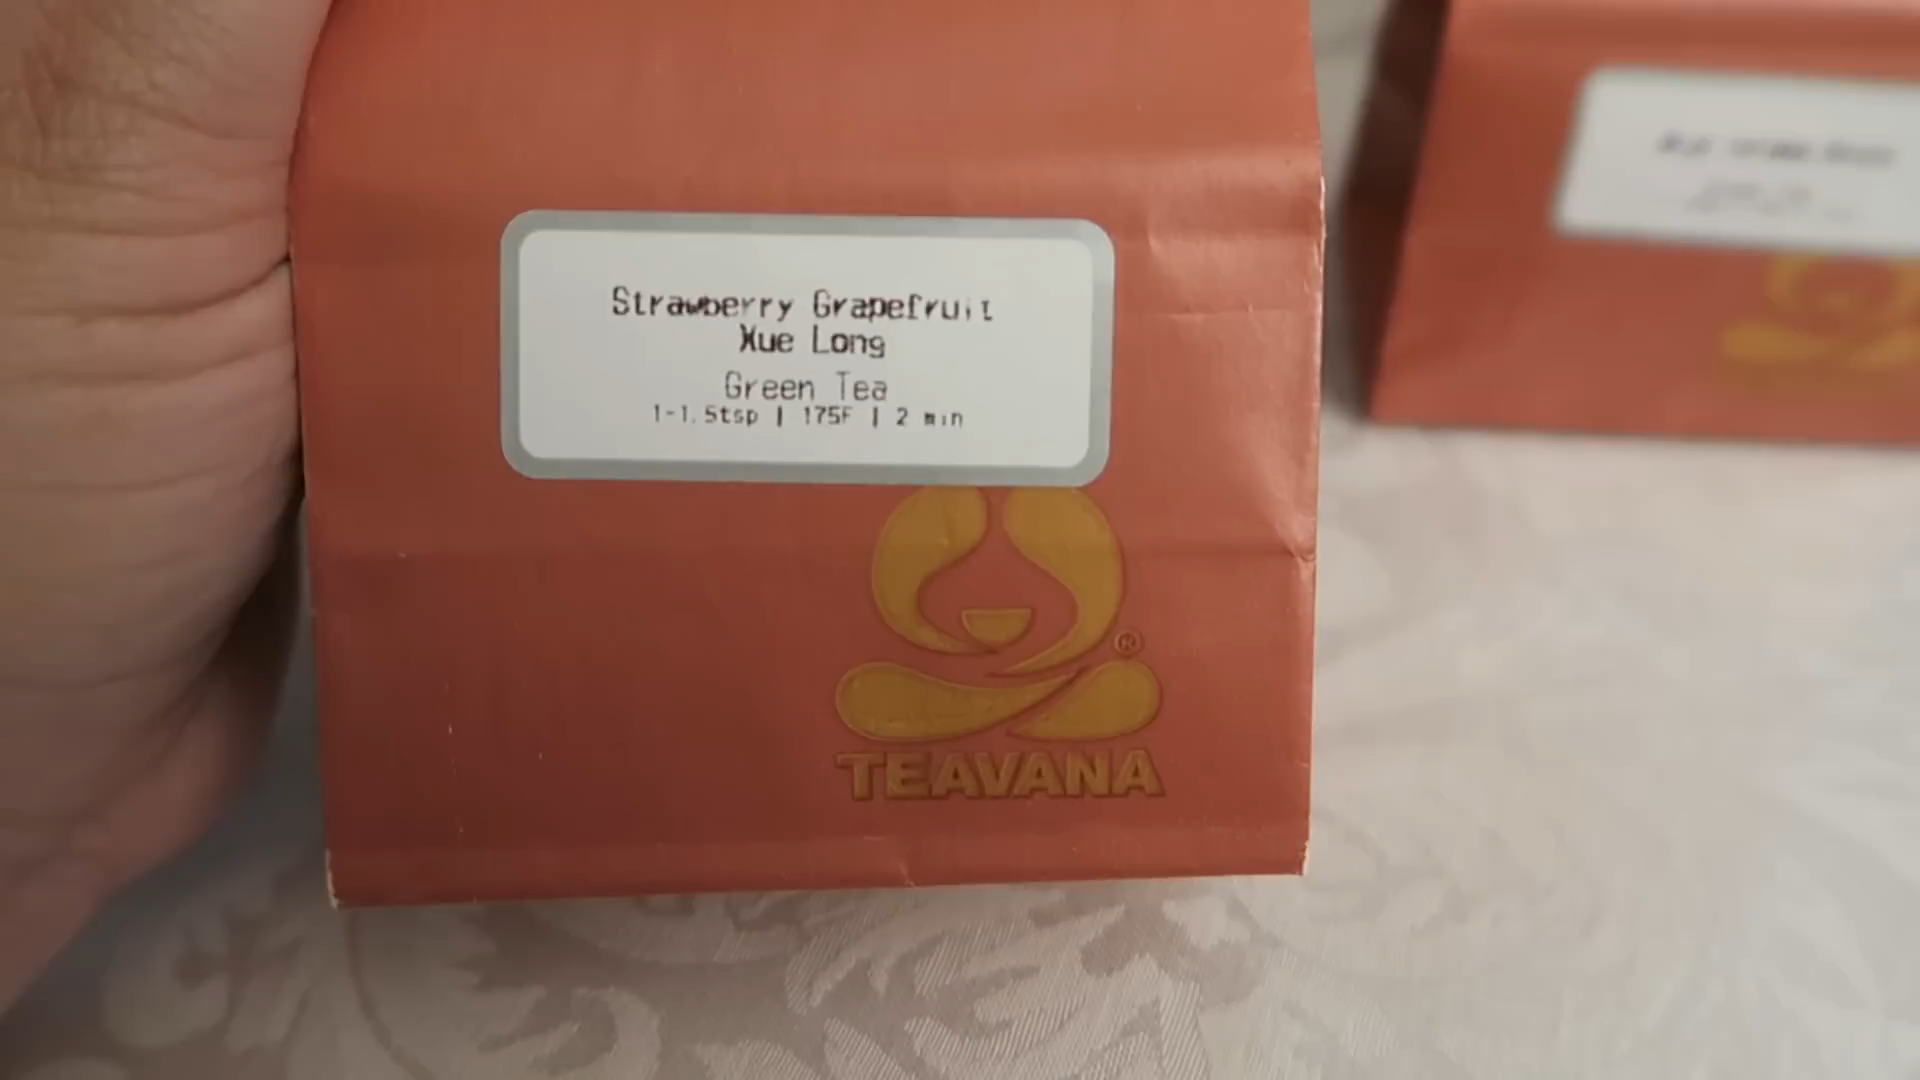 Strawberry Grapefruit
Xue Long
Green Tea
1-1.5tsp | 175F | 2 min
®
TEAVANA